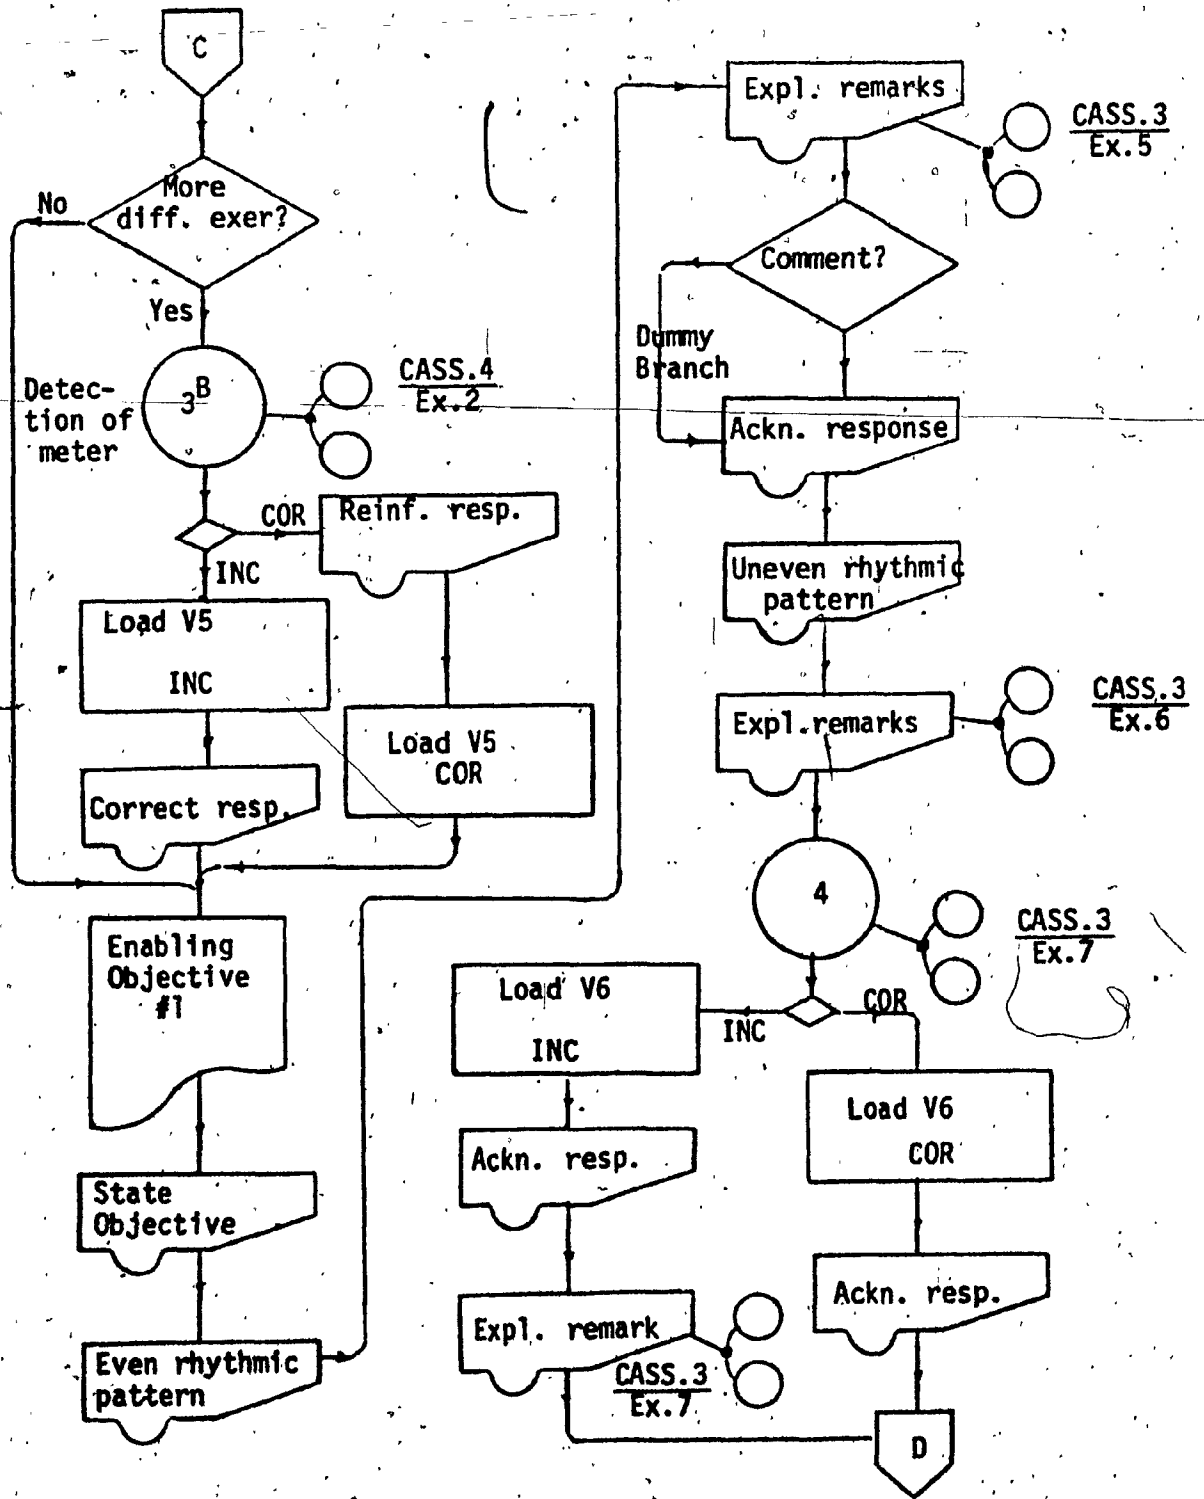 C
More
diff. exer?
No
Yes
Detec-
tion of
meter
3B
CASS.4
Ex.2
COR
Reinf. resp.
INC
Load V5
INC
Load V5
COR
Correct resp.
Enabling
Objective
#1
State
Objective
Even rhythmic
pattern
Expl. remarks
CASS.3
Ex.5
Comment?
Dummy
Branch
Ackn. response
Uneven rhythmic
pattern
Expl.remarks
CASS.3
Ex.6
4
CASS.3
Ex.7
INC
COR
Load V6
INC
Load V6
COR
Ackn. resp.
Ackn. resp.
Expl. remark
CASS.3
Ex.7
D